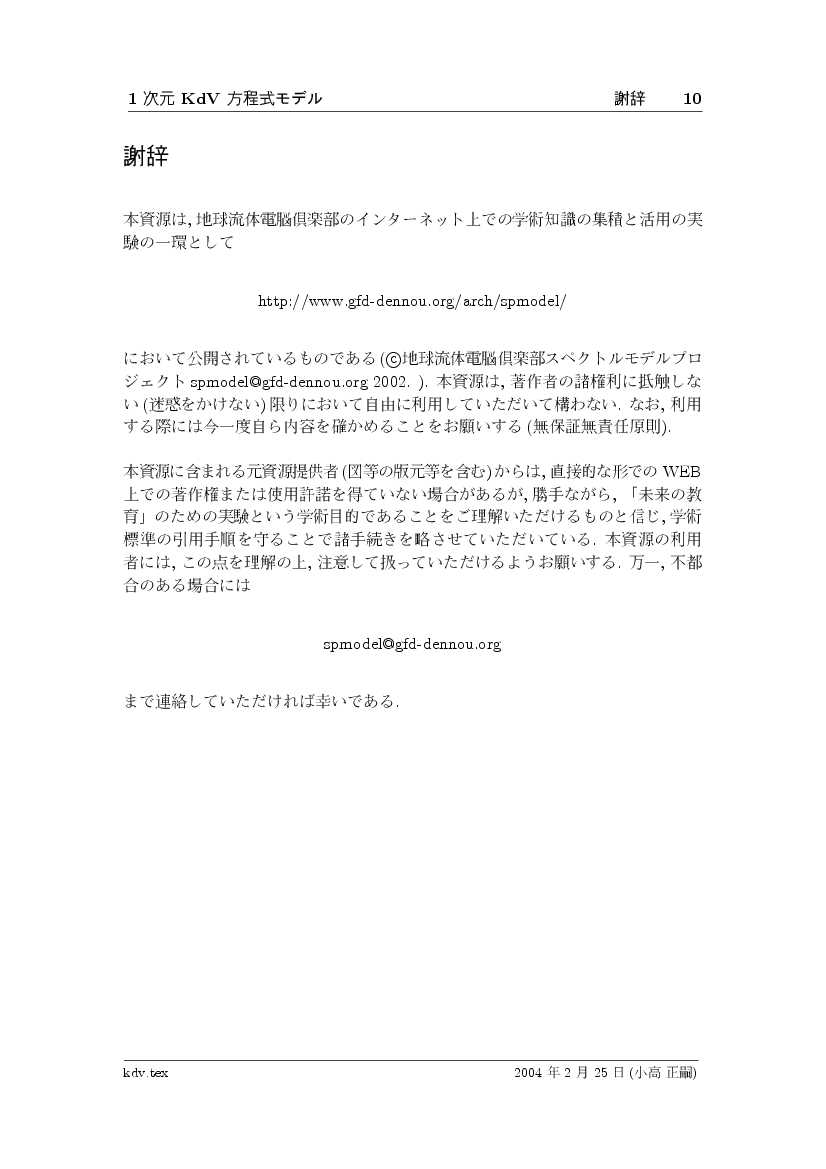 1 次元 KdV 方程式モデル 謝辞 10
謝辞
本資源は, 地球流体電脳倶楽部のインターネット上での学術知識の集積と活用の実
験の一環として
http://www.gfd-dennou.org/arch/spmodel/
において公開されているものである (©地球流体電脳倶楽部スペクトルモデルプロ
ジェクト spmodel@gfd-dennou.org 2002. ). 本資源は, 著作者の諸権利に抵触しな
い (迷惑をかけない) 限りにおいて自由に利用していただいて構わない. なお, 利用
する際には今一度自ら内容を確かめることをお願いする (無保証無責任原則).
本資源に含まれる元資源提供者 (図等の版元等を含む) からは, 直接的な形での WEB
上での著作権または使用許諾を得ていない場合があるが, 勝手ながら, 「未来の教
育」のための実験という学術目的であることをご理解いただけるものと信じ, 学術
標準の引用手順を守ることで諸手続きを略させていただいている. 本資源の利用
者には, この点を理解の上, 注意して扱っていただけるようお願いする. 万一, 不都
合のある場合には
spmodel@gfd-dennou.org
まで連絡していただければ幸いである.
kdv.tex 2004 年 2 月 25 日 (小高 正嗣)